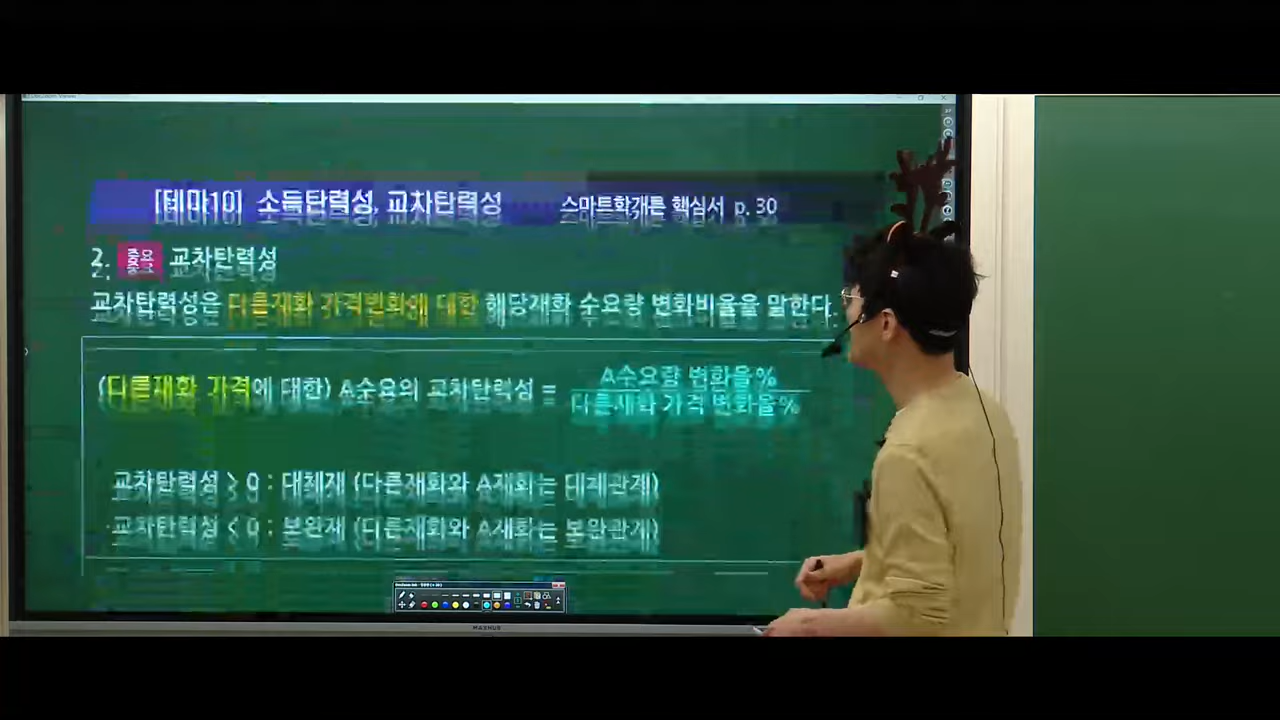 [테마10] 소득탄력성, 교차탄력성 스마트학개론 핵심서 p. 30
2. 중요 교차탄력성
교차탄력성은 다른재화 가격변화에 대한 해당재화 수요량 변화비율을 말한다.
(다른재화 가격에 대한) A수요의 교차탄력성 =
A수요량 변화율%
다른재화 가격 변화율%
교차탄력성 > 0 : 대체재 (다른재화와 A재화는 대체관계)
교차탄력성 < 0 : 보완재 (다른재화와 A재화는 보완관계)
MAXHUB